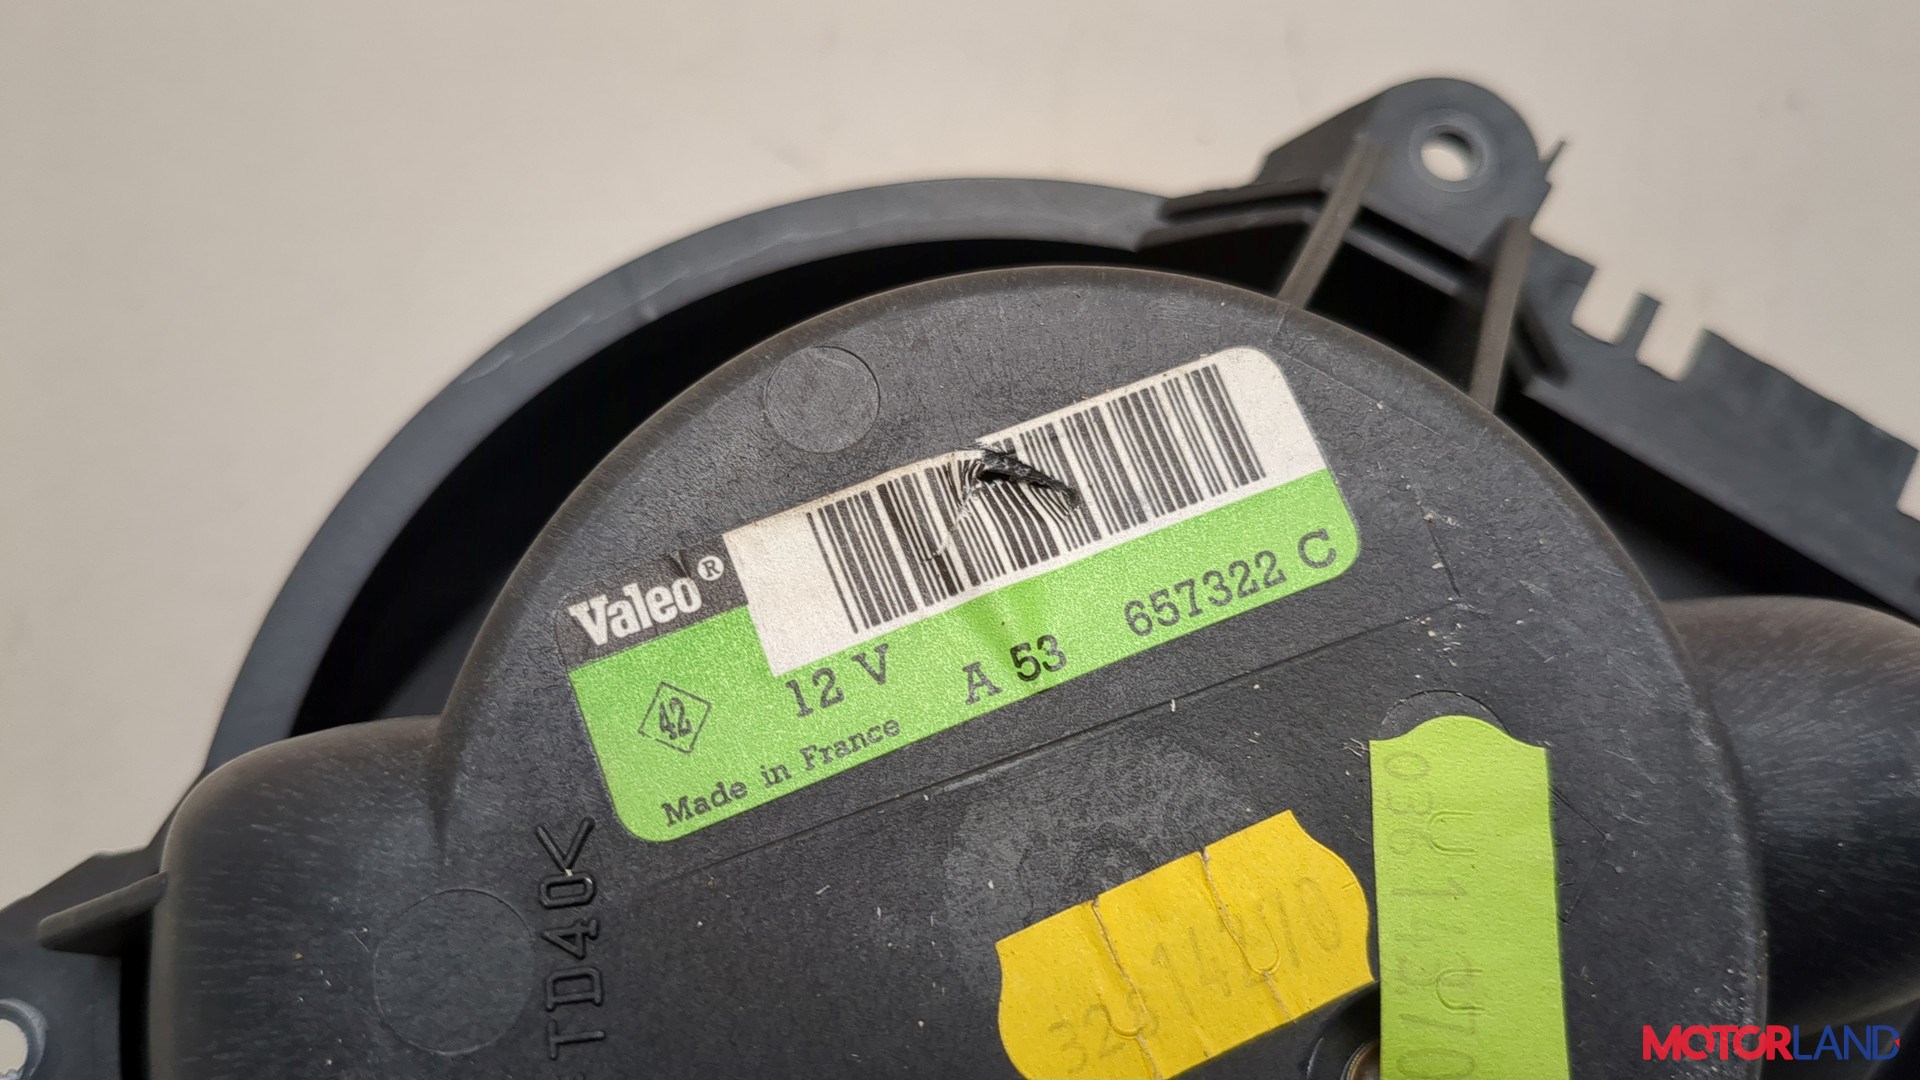 Valeo®
42
12 V A 53 657322 C
Made in France
TD40<
MOTORLAND